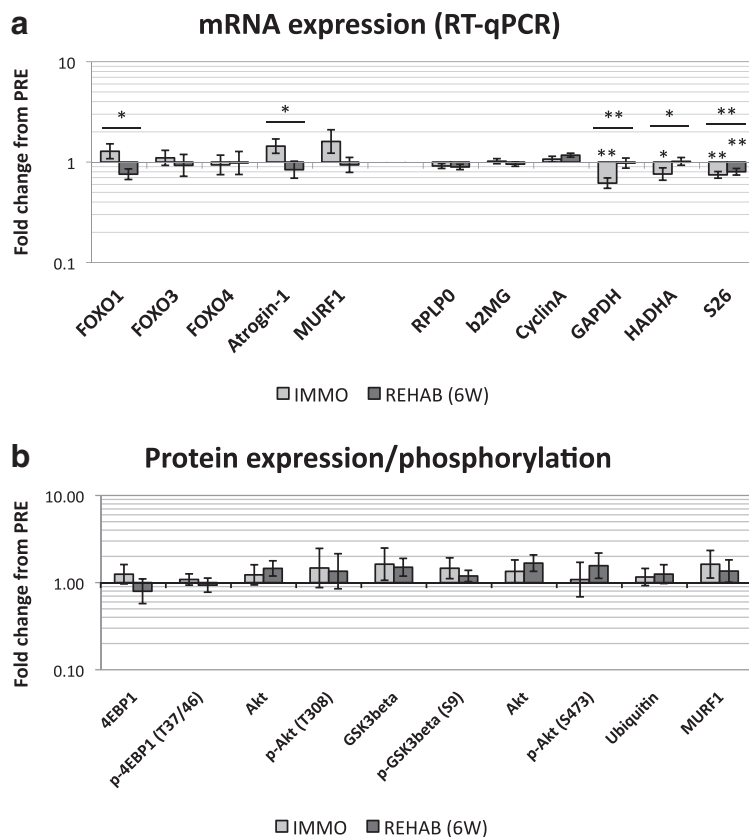 a
mRNA expression (RT-qPCR)
Fold change from PRE
10
1
0.1
*
*
**
*
**
**
*
**
**
FOXO1
FOXO3
FOXO4
Atrogin-1
MURF1
RPLP0
b2MG
CyclinA
GAPDH
HADHA
S26
IMMO
REHAB (6W)
b
Protein expression/phosphorylation
Fold change from PRE
10.00
1.00
0.10
4EBP1
p-4EBP1 (T37/46)
Akt
p-Akt (T308)
GSK3beta
p-GSK3beta (S9)
Akt
p-Akt (S473)
Ubiquitin
MURF1
IMMO
REHAB (6W)